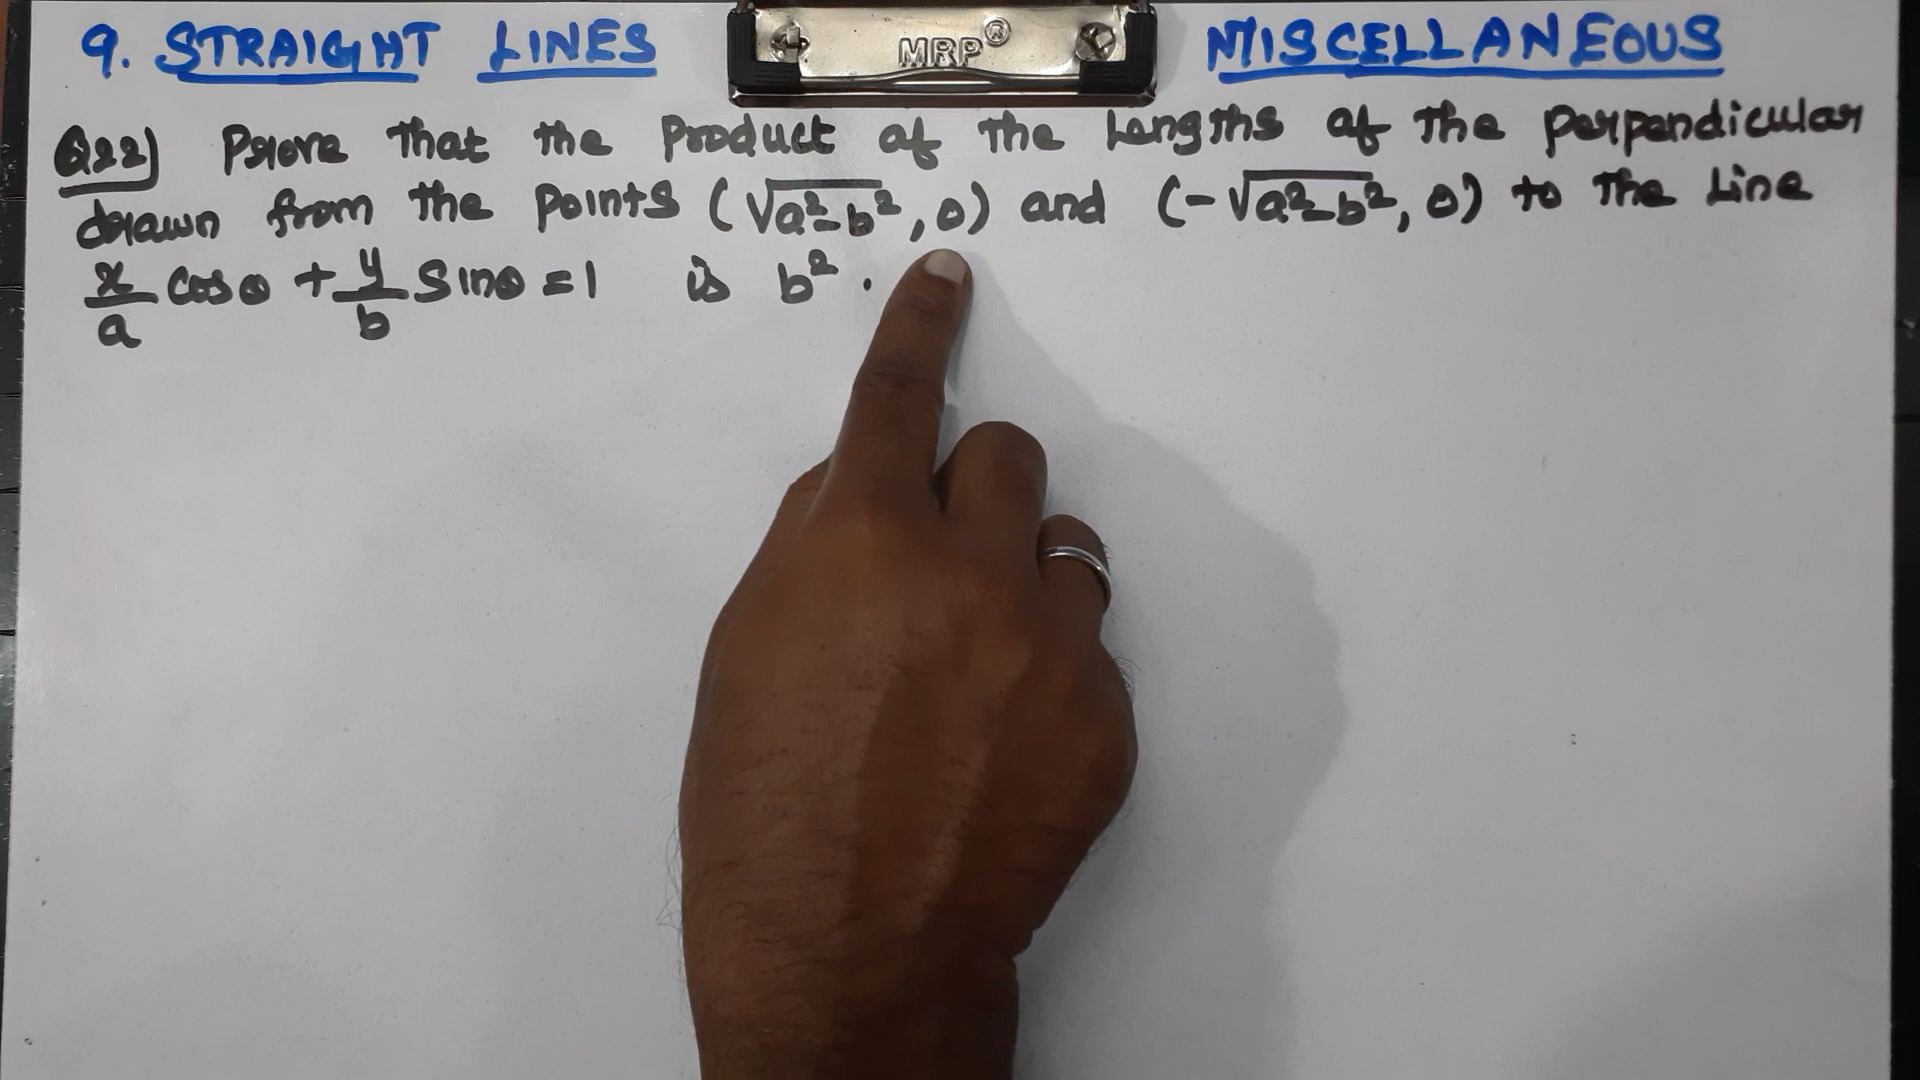 9. STRAIGHT LINES MRP® MISCELLANEOUS
Q22) Prove that the product of the lengths of the perpendicular
drawn from the points (√a²-b², 0) and (-√a²-b², 0) to the line
x/a cosθ + y/b sinθ = 1 is b².